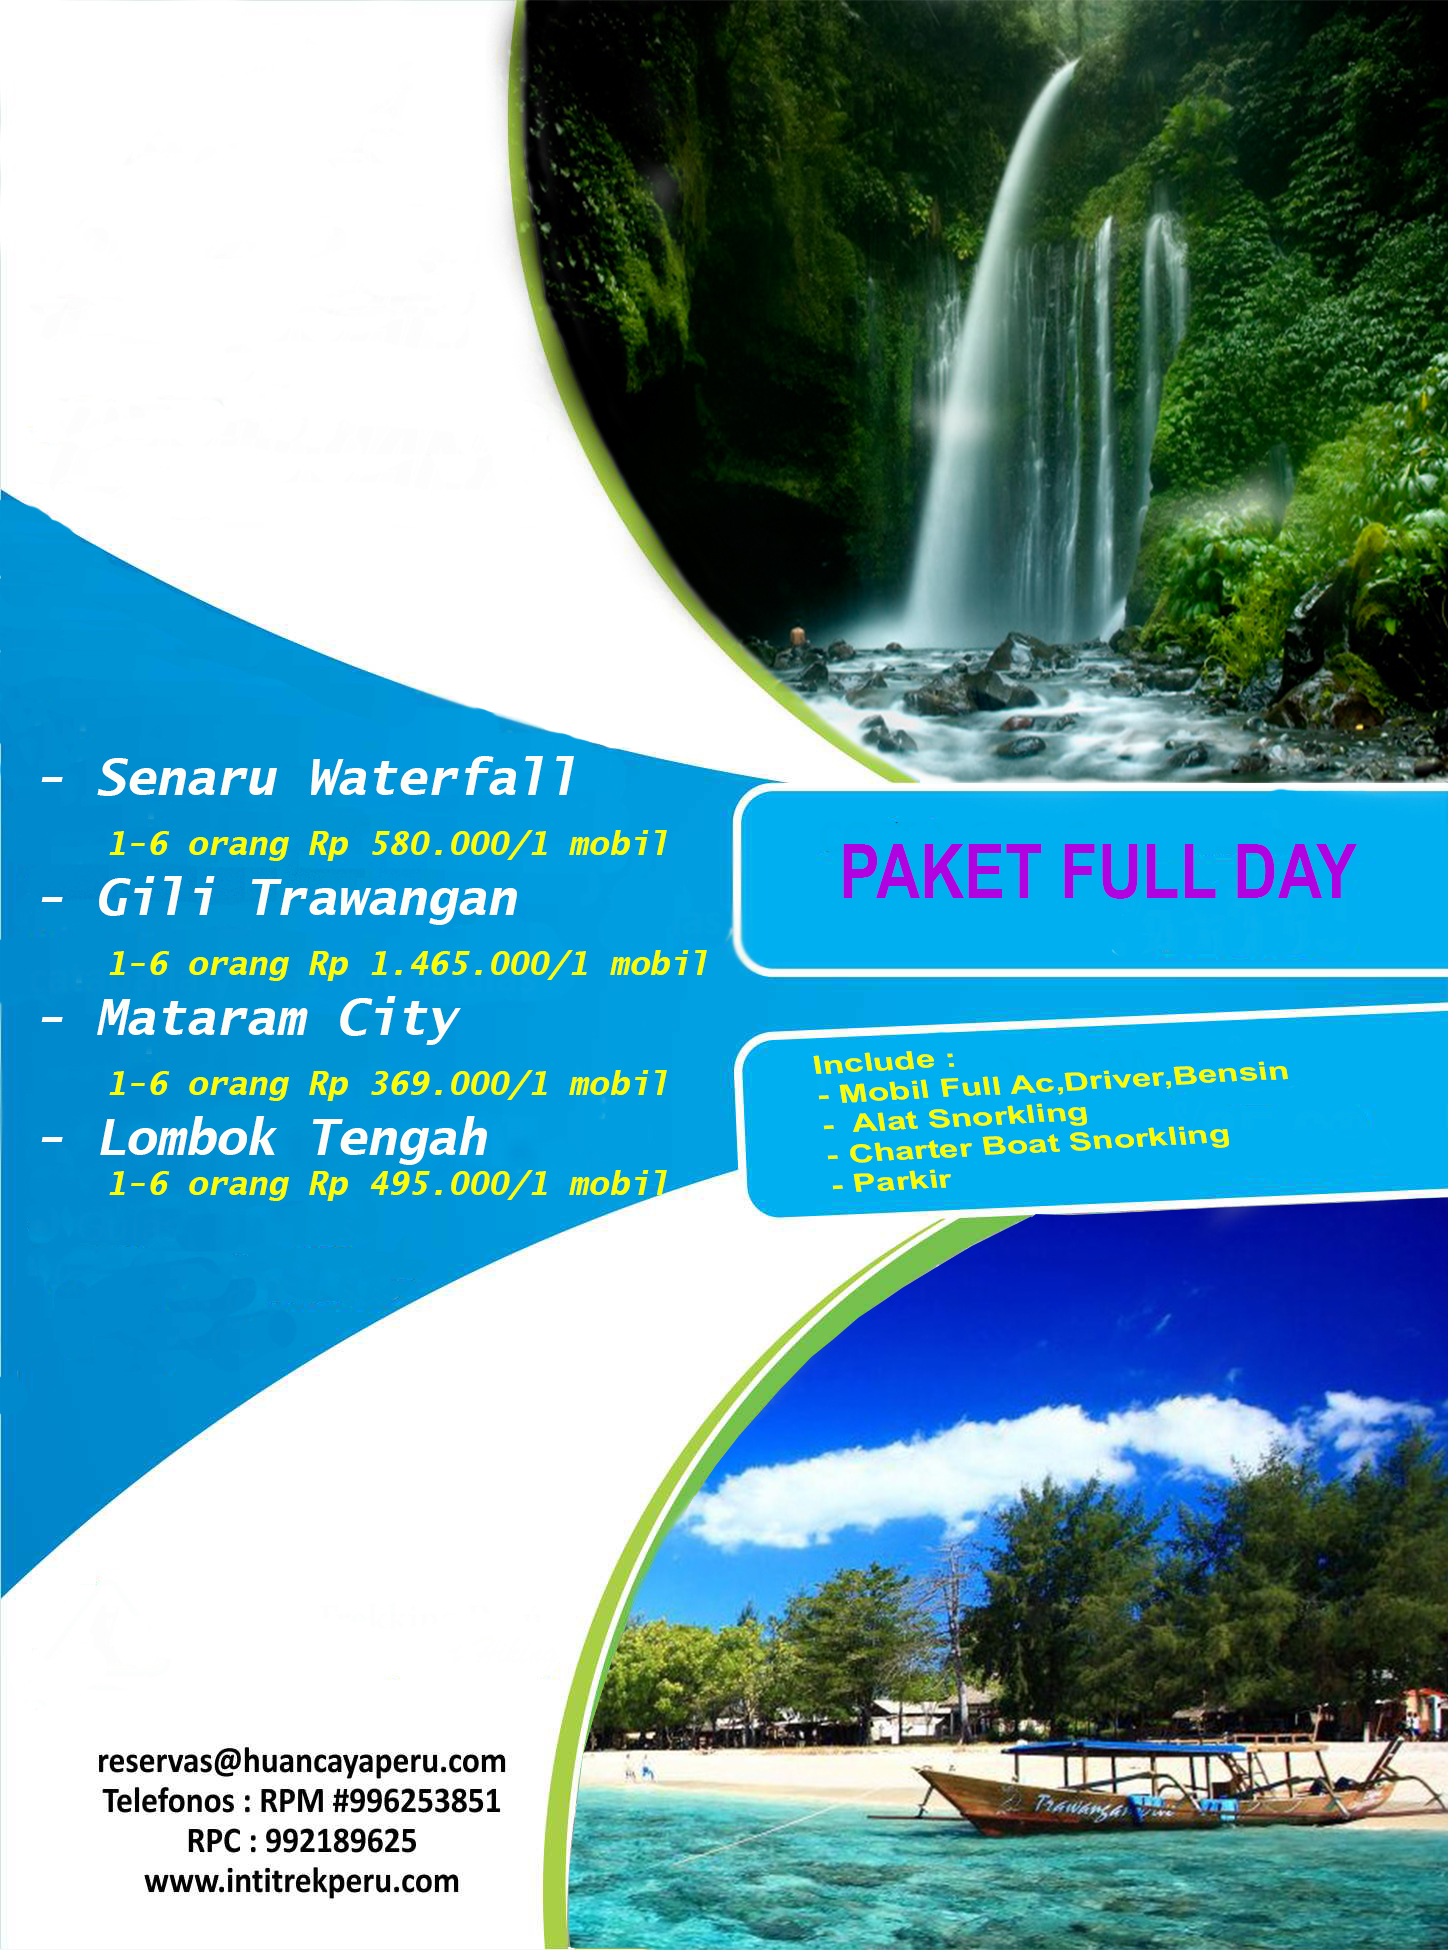 - Senaru Waterfall
1-6 orang Rp 580.000/1 mobil
- Gili Trawangan
1-6 orang Rp 1.465.000/1 mobil
- Mataram City
1-6 orang Rp 369.000/1 mobil
- Lombok Tengah
1-6 orang Rp 495.000/1 mobil
PAKET FULL DAY
Include :
- Mobil Full Ac,Driver,Bensin
- Alat Snorkling
- Charter Boat Snorkling
- Parkir
reservas@huancayaperu.com
Telefonos : RPM #996253851
RPC : 992189625
www.intitrekperu.com